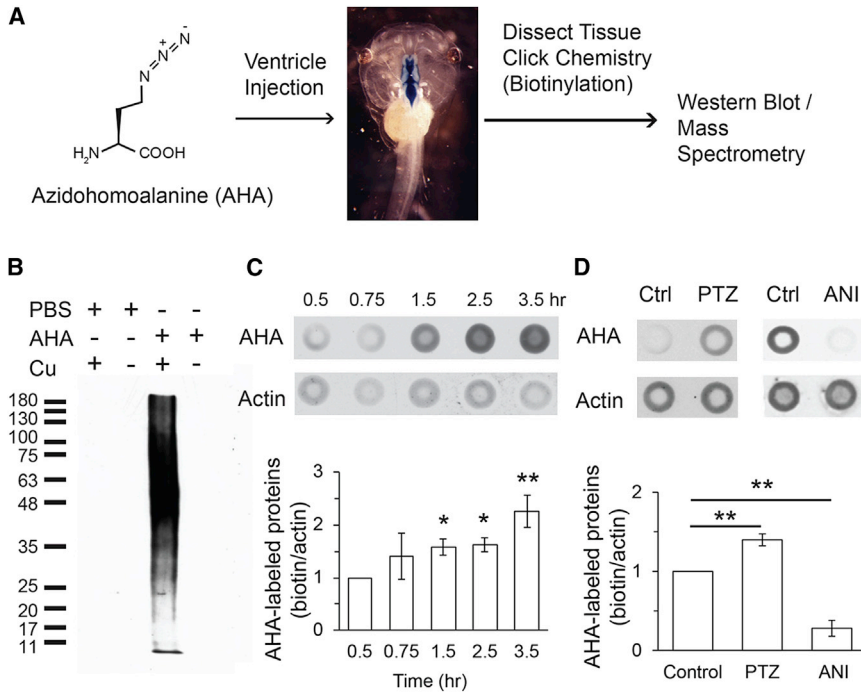 A
N
N
N
+
-
H2N
COOH
Azidohomoalanine (AHA)
Ventricle
Injection
Dissect Tissue
Click Chemistry
(Biotinylation)
Western Blot /
Mass
Spectrometry
B
PBS + + - -
AHA - - + +
Cu + - + -
180
130
100
75
63
48
35
25
20
17
11
C
0.5 0.75 1.5 2.5 3.5 hr
AHA
Actin
AHA-labeled proteins
(biotin/actin)
3
2
1
0
* * **
0.5 0.75 1.5 2.5 3.5
Time (hr)
D
Ctrl PTZ Ctrl ANI
AHA
Actin
AHA-labeled proteins
(biotin/actin)
2
1
0
**
**
Control PTZ ANI